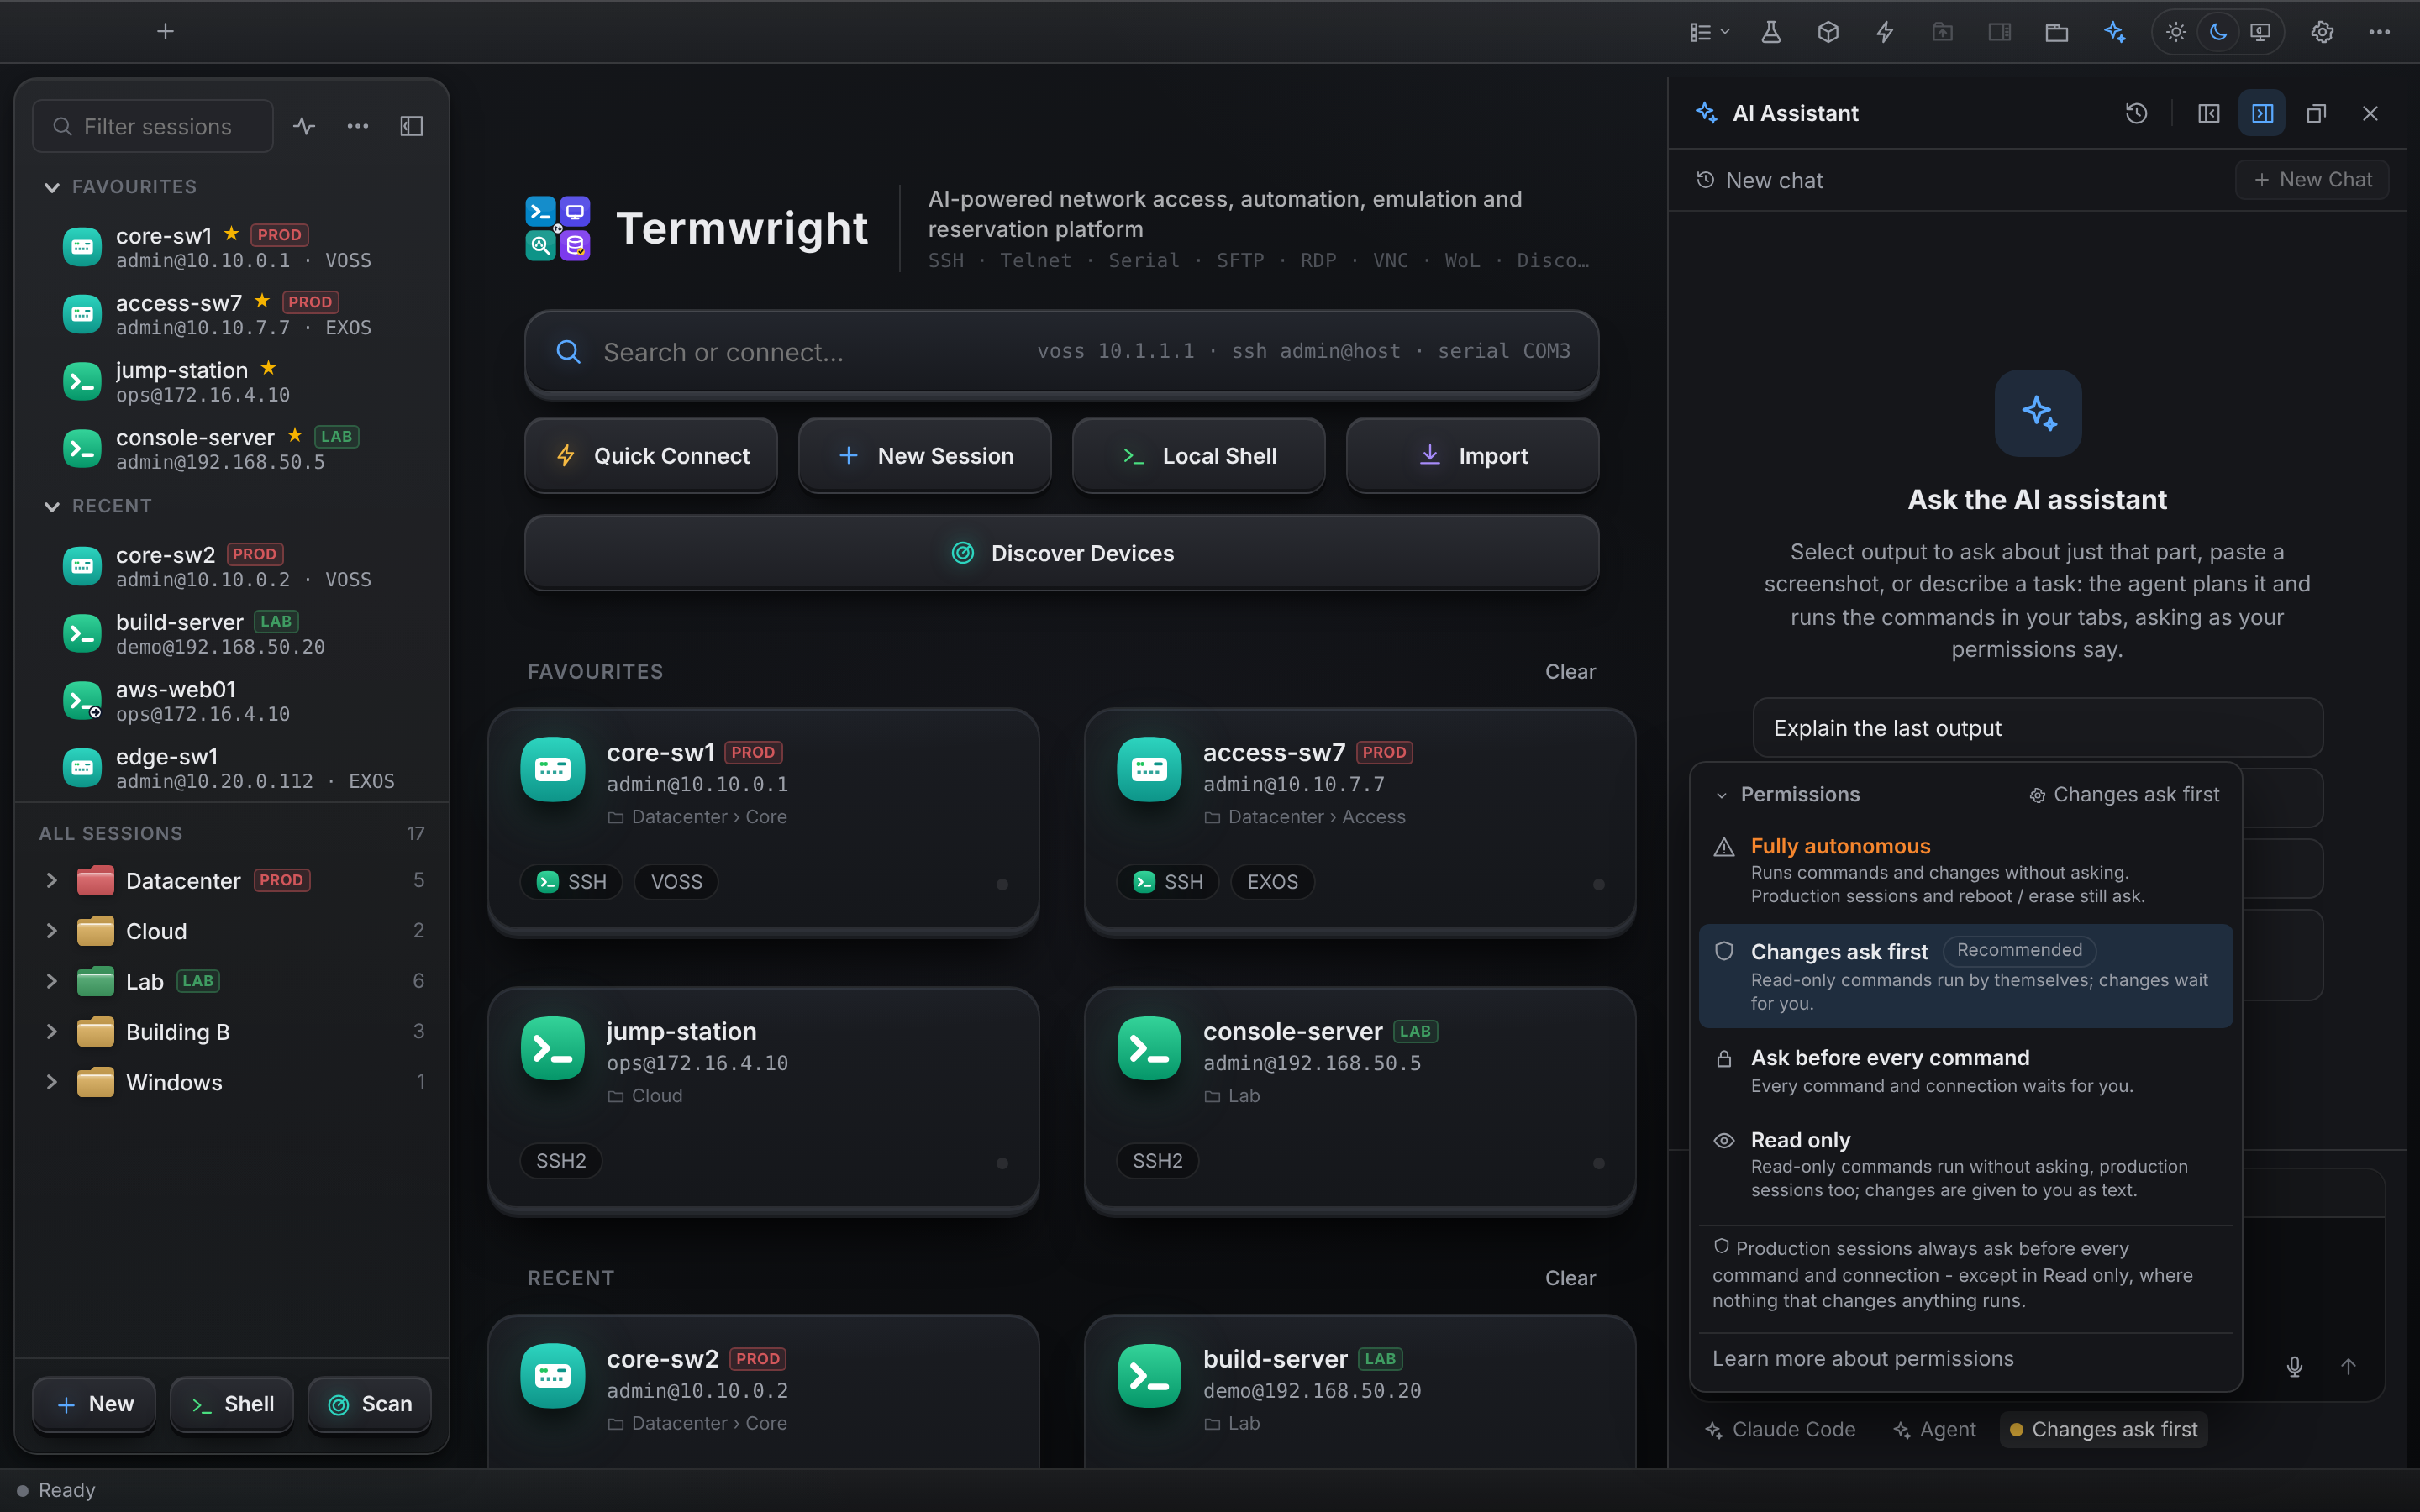 Filter sessions
FAVOURITES
core-sw1 ★ PROD
admin@10.10.0.1 · VOSS
access-sw7 ★ PROD
admin@10.10.7.7 · EXOS
jump-station ★
ops@172.16.4.10
console-server ★ LAB
admin@192.168.50.5
RECENT
core-sw2 PROD
admin@10.10.0.2 · VOSS
build-server LAB
demo@192.168.50.20
aws-web01
ops@172.16.4.10
edge-sw1
admin@10.20.0.112 · EXOS
ALL SESSIONS 17
Datacenter PROD 5
Cloud 2
Lab LAB 6
Building B 3
Windows 1
New Shell Scan
Ready
Termwright
AI-powered network access, automation, emulation and
reservation platform
SSH · Telnet · Serial · SFTP · RDP · VNC · WoL · Disco…
Search or connect... voss 10.1.1.1 · ssh admin@host · serial COM3
Quick Connect New Session Local Shell Import
Discover Devices
FAVOURITES Clear
core-sw1 PROD
admin@10.10.0.1
Datacenter › Core
SSH VOSS
access-sw7 PROD
admin@10.10.7.7
Datacenter › Access
SSH EXOS
jump-station
ops@172.16.4.10
Cloud
SSH2
console-server LAB
admin@192.168.50.5
Lab
SSH2
RECENT Clear
core-sw2 PROD
admin@10.10.0.2
Datacenter › Core
build-server LAB
demo@192.168.50.20
Lab
AI Assistant
New chat New Chat
Ask the AI assistant
Select output to ask about just that part, paste a
screenshot, or describe a task: the agent plans it and
runs the commands in your tabs, asking as your
permissions say.
Explain the last output
Permissions Changes ask first
Fully autonomous
Runs commands and changes without asking.
Production sessions and reboot / erase still ask.
Changes ask first Recommended
Read-only commands run by themselves; changes wait
for you.
Ask before every command
Every command and connection waits for you.
Read only
Read-only commands run without asking, production
sessions too; changes are given to you as text.
Production sessions always ask before every
command and connection - except in Read only, where
nothing that changes anything runs.
Learn more about permissions
Claude Code Agent Changes ask first